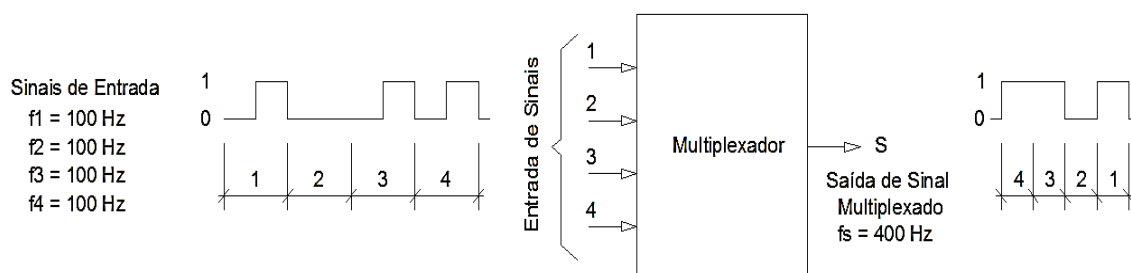 Sinais de Entrada
f1 = 100 Hz
f2 = 100 Hz
f3 = 100 Hz
f4 = 100 Hz
1
0
1 2 3 4
Entrada de Sinais
1
2
3
4
Multiplexador
S
Saída de Sinal
Multiplexado
fs = 400 Hz
1
0
4 3 2 1